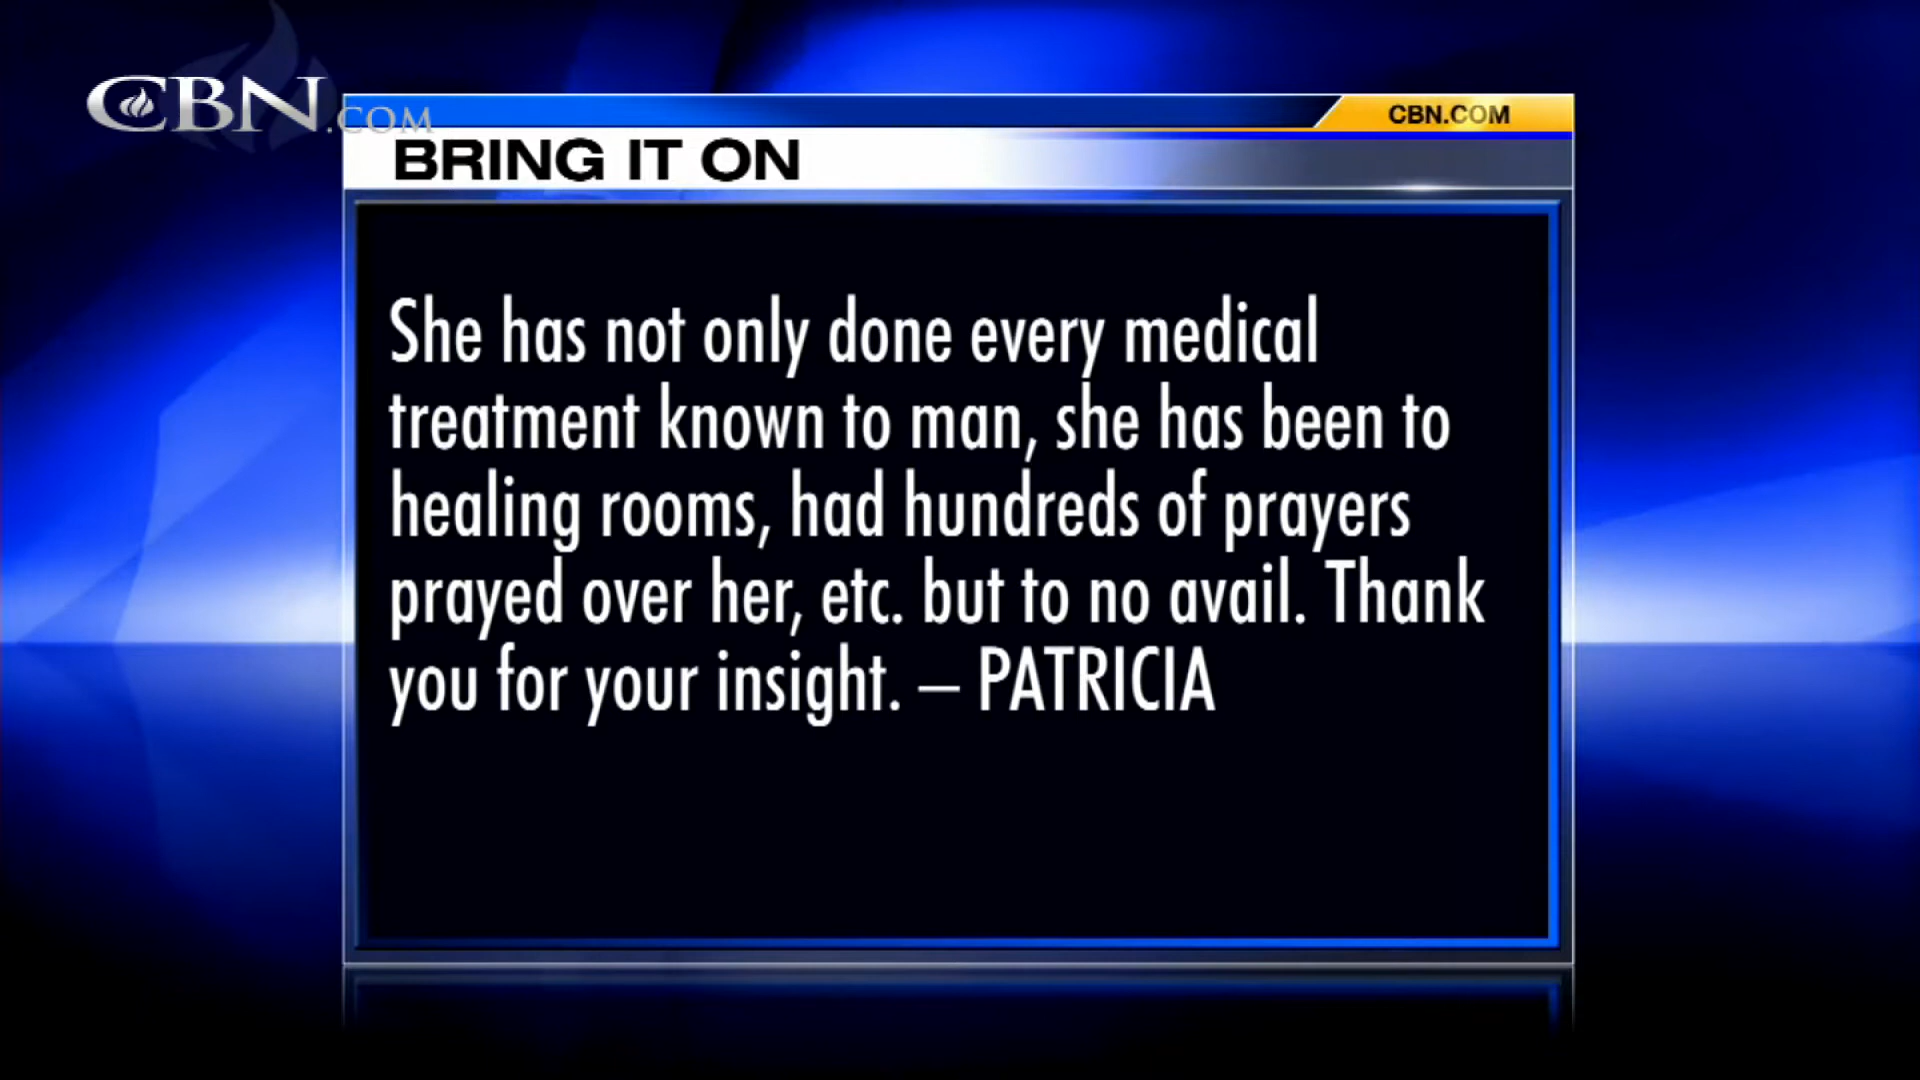 CBN.COM
CBN.COM
BRING IT ON
She has not only done every medical
treatment known to man, she has been to
healing rooms, had hundreds of prayers
prayed over her, etc. but to no avail. Thank
you for your insight. – PATRICIA